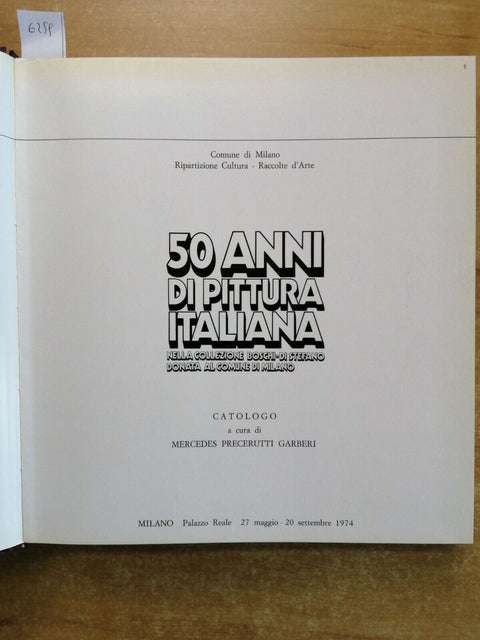 6259
5
Comune di Milano
Ripartizione Cultura - Raccolte d'Arte
50 ANNI
DI PITTURA
ITALIANA
NELLA COLLEZIONE BOSCHI-DI STEFANO
DONATA AL COMUNE DI MILANO
CATOLOGO
a cura di
MERCEDES PRECERUTTI GARBERI
MILANO Palazzo Reale 27 maggio - 20 settembre 1974